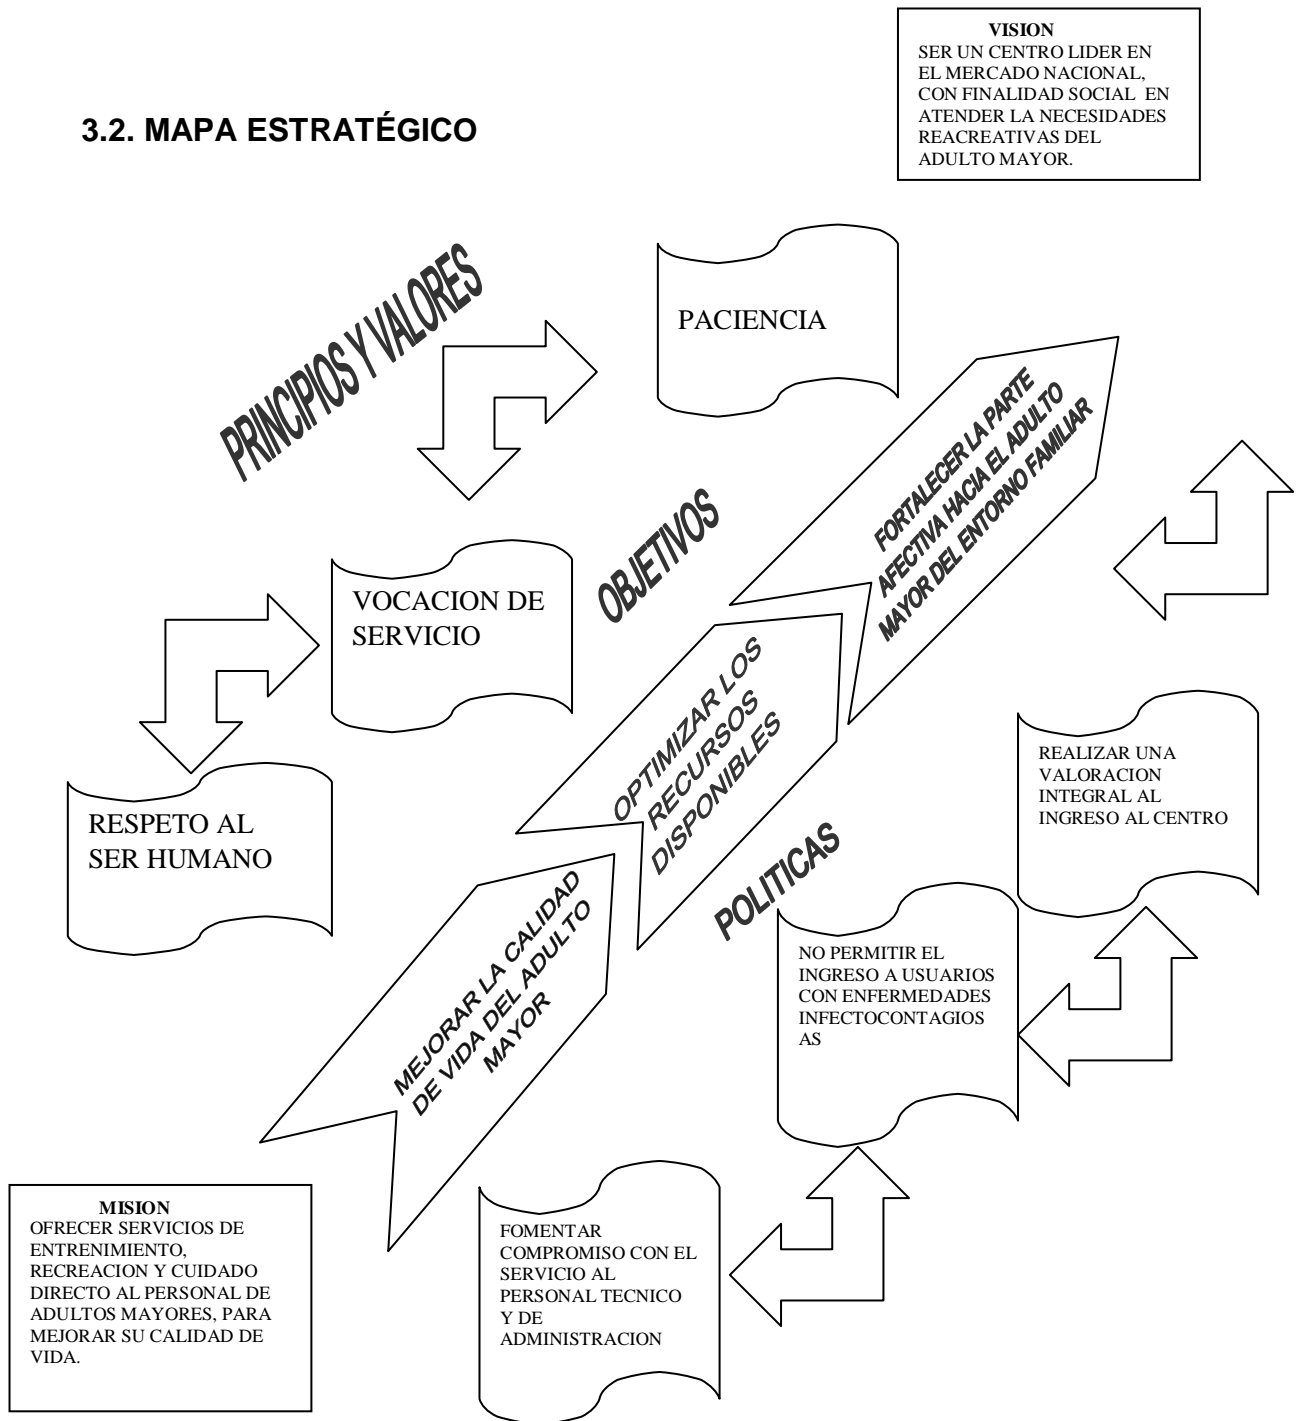 VISION
SER UN CENTRO LIDER EN
EL MERCADO NACIONAL,
CON FINALIDAD SOCIAL EN
ATENDER LA NECESIDADES
REACREATIVAS DEL
ADULTO MAYOR.
3.2. MAPA ESTRATÉGICO
PRINCIPIOS Y VALORES
PACIENCIA
FORTALECER LA PARTE
AFECTIVA HACIA EL ADULTO
MAYOR DEL ENTORNO FAMILIAR
OBJETIVOS
VOCACION DE
SERVICIO
OPTIMIZAR LOS
RECURSOS
DISPONIBLES
REALIZAR UNA
VALORACION
INTEGRAL AL
INGRESO AL CENTRO
RESPETO AL
SER HUMANO
POLITICAS
MEJORAR LA CALIDAD
DE VIDA DEL ADULTO
MAYOR
NO PERMITIR EL
INGRESO A USUARIOS
CON ENFERMEDADES
INFECTOCONTAGIOS
AS
MISION
OFRECER SERVICIOS DE
ENTRENIMIENTO,
RECREACION Y CUIDADO
DIRECTO AL PERSONAL DE
ADULTOS MAYORES, PARA
MEJORAR SU CALIDAD DE
VIDA.
FOMENTAR
COMPROMISO CON EL
SERVICIO AL
PERSONAL TECNICO
Y DE
ADMINISTRACION